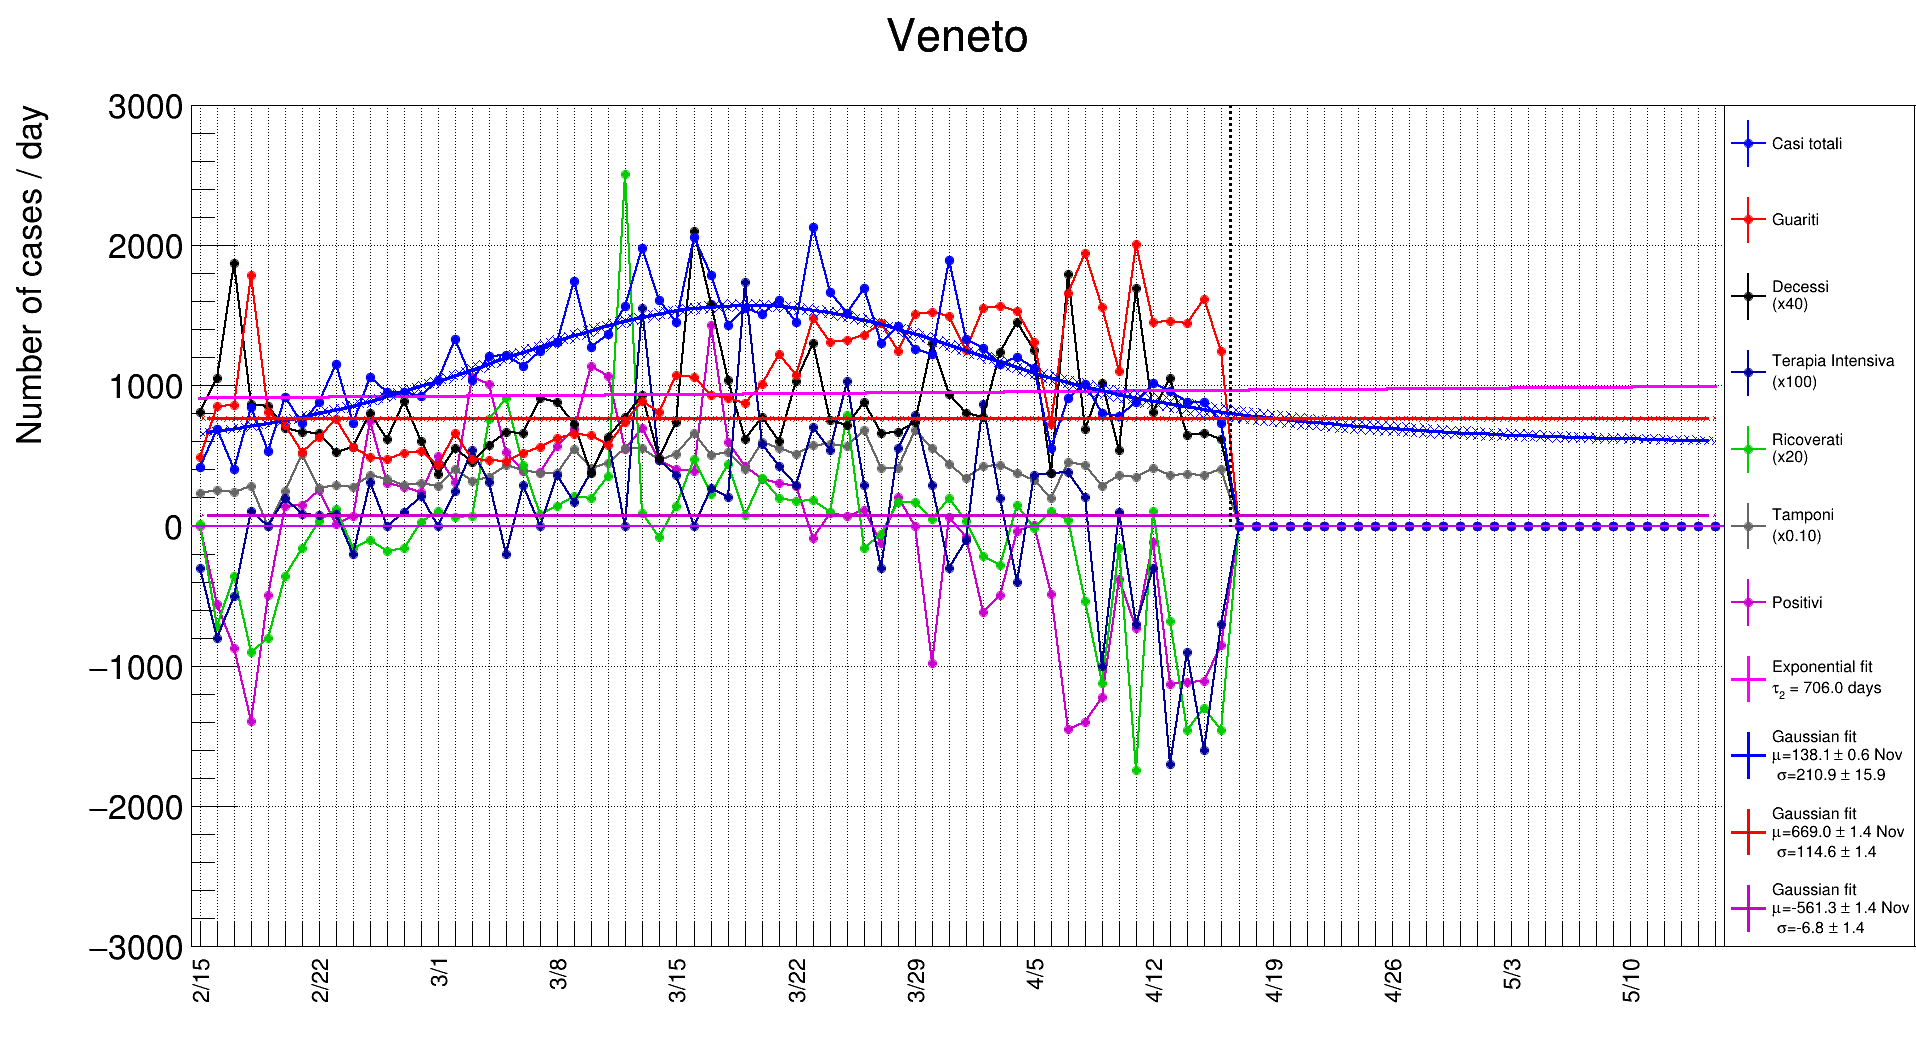 Veneto
Number of cases / day
3000
2000
1000
0
−1000
−2000
−3000
2/15
2/22
3/1
3/8
3/15
3/22
3/29
4/5
4/12
4/19
4/26
5/3
5/10
Casi totali
Guariti
Decessi
(x40)
Terapia Intensiva
(x100)
Ricoverati
(x20)
Tamponi
(x0.10)
Positivi
Exponential fit
τ2 = 706.0 days
Gaussian fit
μ=138.1 ± 0.6 Nov
σ=210.9 ± 15.9
Gaussian fit
μ=669.0 ± 1.4 Nov
σ=114.6 ± 1.4
Gaussian fit
μ=-561.3 ± 1.4 Nov
σ=-6.8 ± 1.4